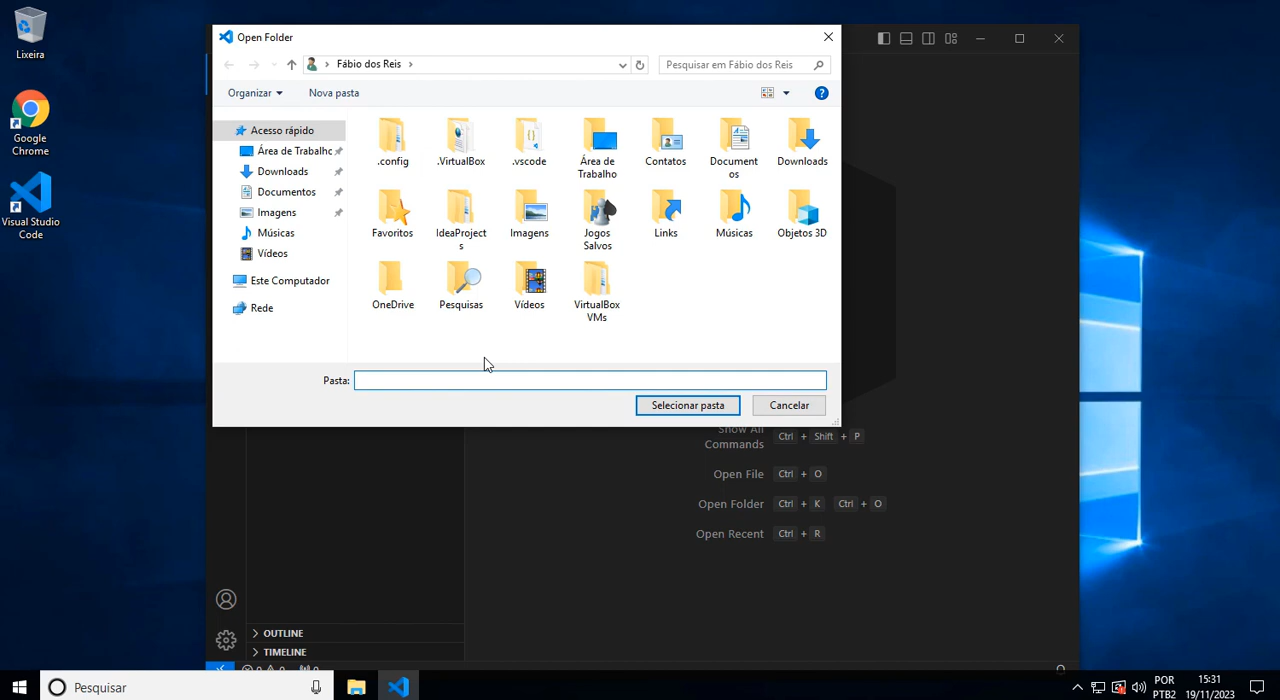 Lixeira
Google
Chrome
Visual Studio
Code
Open Folder
Fábio dos Reis
Pesquisar em Fábio dos Reis
Organizar
Nova pasta
Acesso rápido
Área de Trabalho
Downloads
Documentos
Imagens
Músicas
Vídeos
Este Computador
Rede
.config
.VirtualBox
.vscode
Área de
Trabalho
Contatos
Document
os
Downloads
Favoritos
IdeaProject
s
Imagens
Jogos
Salvos
Links
Músicas
Objetos 3D
OneDrive
Pesquisas
Vídeos
VirtualBox
VMs
Pasta:
Selecionar pasta
Cancelar
Show All
Commands
Ctrl + Shift + P
Open File
Ctrl + O
Open Folder
Ctrl + K Ctrl + O
Open Recent
Ctrl + R
OUTLINE
TIMELINE
0 0 0
Pesquisar
POR
PTB2
15:31
19/11/2023